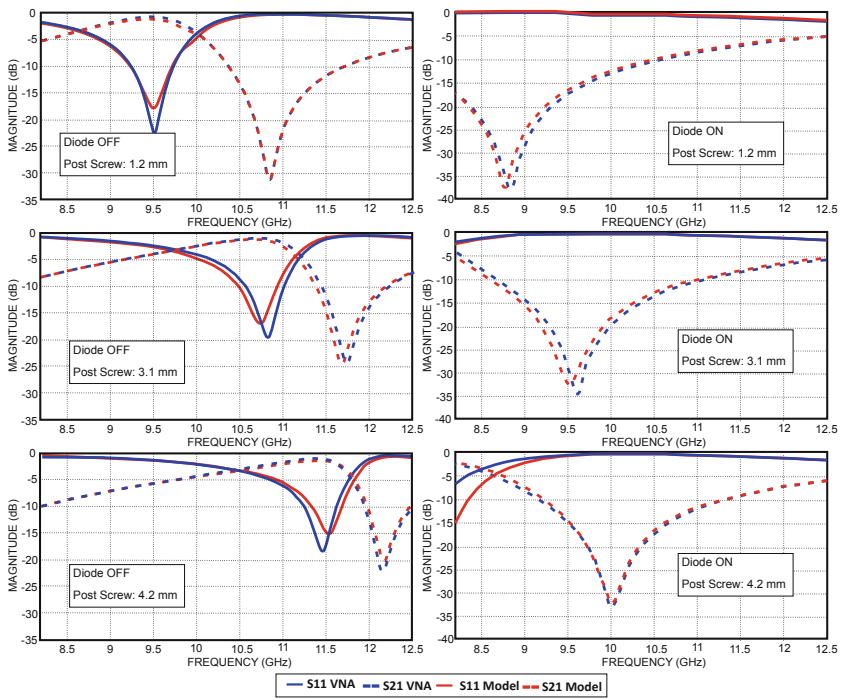 MAGNITUDE (dB)
0
-5
-10
-15
-20
-25
-30
-35
Diode OFF
Post Screw: 1.2 mm
8.5 9 9.5 10 10.5 11 11.5 12 12.5
FREQUENCY (GHz)
MAGNITUDE (dB)
0
-5
-10
-15
-20
-25
-30
-35
-40
Diode ON
Post Screw: 1.2 mm
8.5 9 9.5 10 10.5 11 11.5 12 12.5
FREQUENCY (GHz)
MAGNITUDE (dB)
0
-5
-10
-15
-20
-25
-30
-35
Diode OFF
Post Screw: 3.1 mm
8.5 9 9.5 10 10.5 11 11.5 12 12.5
FREQUENCY (GHz)
MAGNITUDE (dB)
0
-5
-10
-15
-20
-25
-30
-35
-40
Diode ON
Post Screw: 3.1 mm
8.5 9 9.5 10 10.5 11 11.5 12 12.5
FREQUENCY (GHz)
MAGNITUDE (dB)
0
-5
-10
-15
-20
-25
-30
-35
Diode OFF
Post Screw: 4.2 mm
8.5 9 9.5 10 10.5 11 11.5 12 12.5
FREQUENCY (GHz)
MAGNITUDE (dB)
0
-5
-10
-15
-20
-25
-30
-35
-40
Diode ON
Post Screw: 4.2 mm
8.5 9 9.5 10 10.5 11 11.5 12 12.5
FREQUENCY (GHz)
S11 VNA S21 VNA S11 Model S21 Model